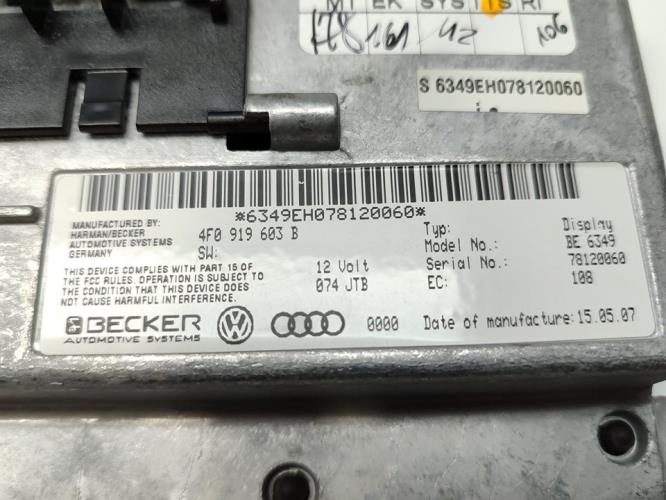 MT EK SYS TTS RI
178 161 42 106
S 6349EH078120060
*6349EH078120060*
MANUFACTURED BY:
HARMAN/BECKER
AUTOMOTIVE SYSTEMS
GERMANY
4F0 919 603 B
SW:
Typ: Display
Model No.: BE 6349
Serial No.: 78120060
EC: 108
THIS DEVICE COMPLIES WITH PART 15 OF
THE FCC RULES. OPERATION IS SUBJECT TO
THE CONDITION THAT THIS DEVICE DOES
NOT CAUSE HARMFUL INTERFERENCE.
12 Volt
074 JTB
BECKER
AUTOMOTIVE SYSTEMS
0000
Date of manufacture: 15.05.07